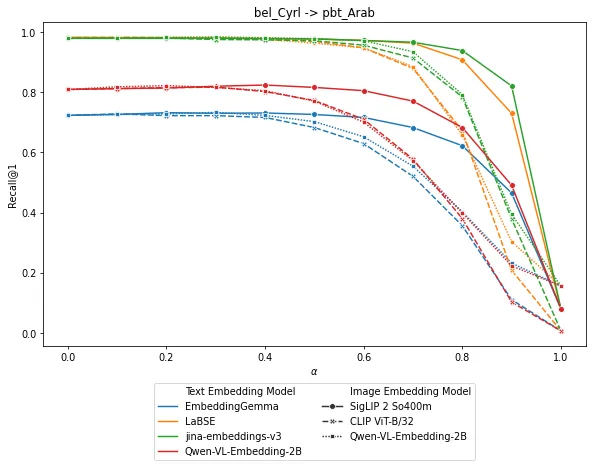 bel_Cyrl -> pbt_Arab
Recall@1
1.0
0.8
0.6
0.4
0.2
0.0
0.0 0.2 0.4 0.6 0.8 1.0
α
Text Embedding Model Image Embedding Model
EmbeddingGemma SigLIP 2 So400m
LaBSE CLIP ViT-B/32
jina-embeddings-v3 Qwen-VL-Embedding-2B
Qwen-VL-Embedding-2B